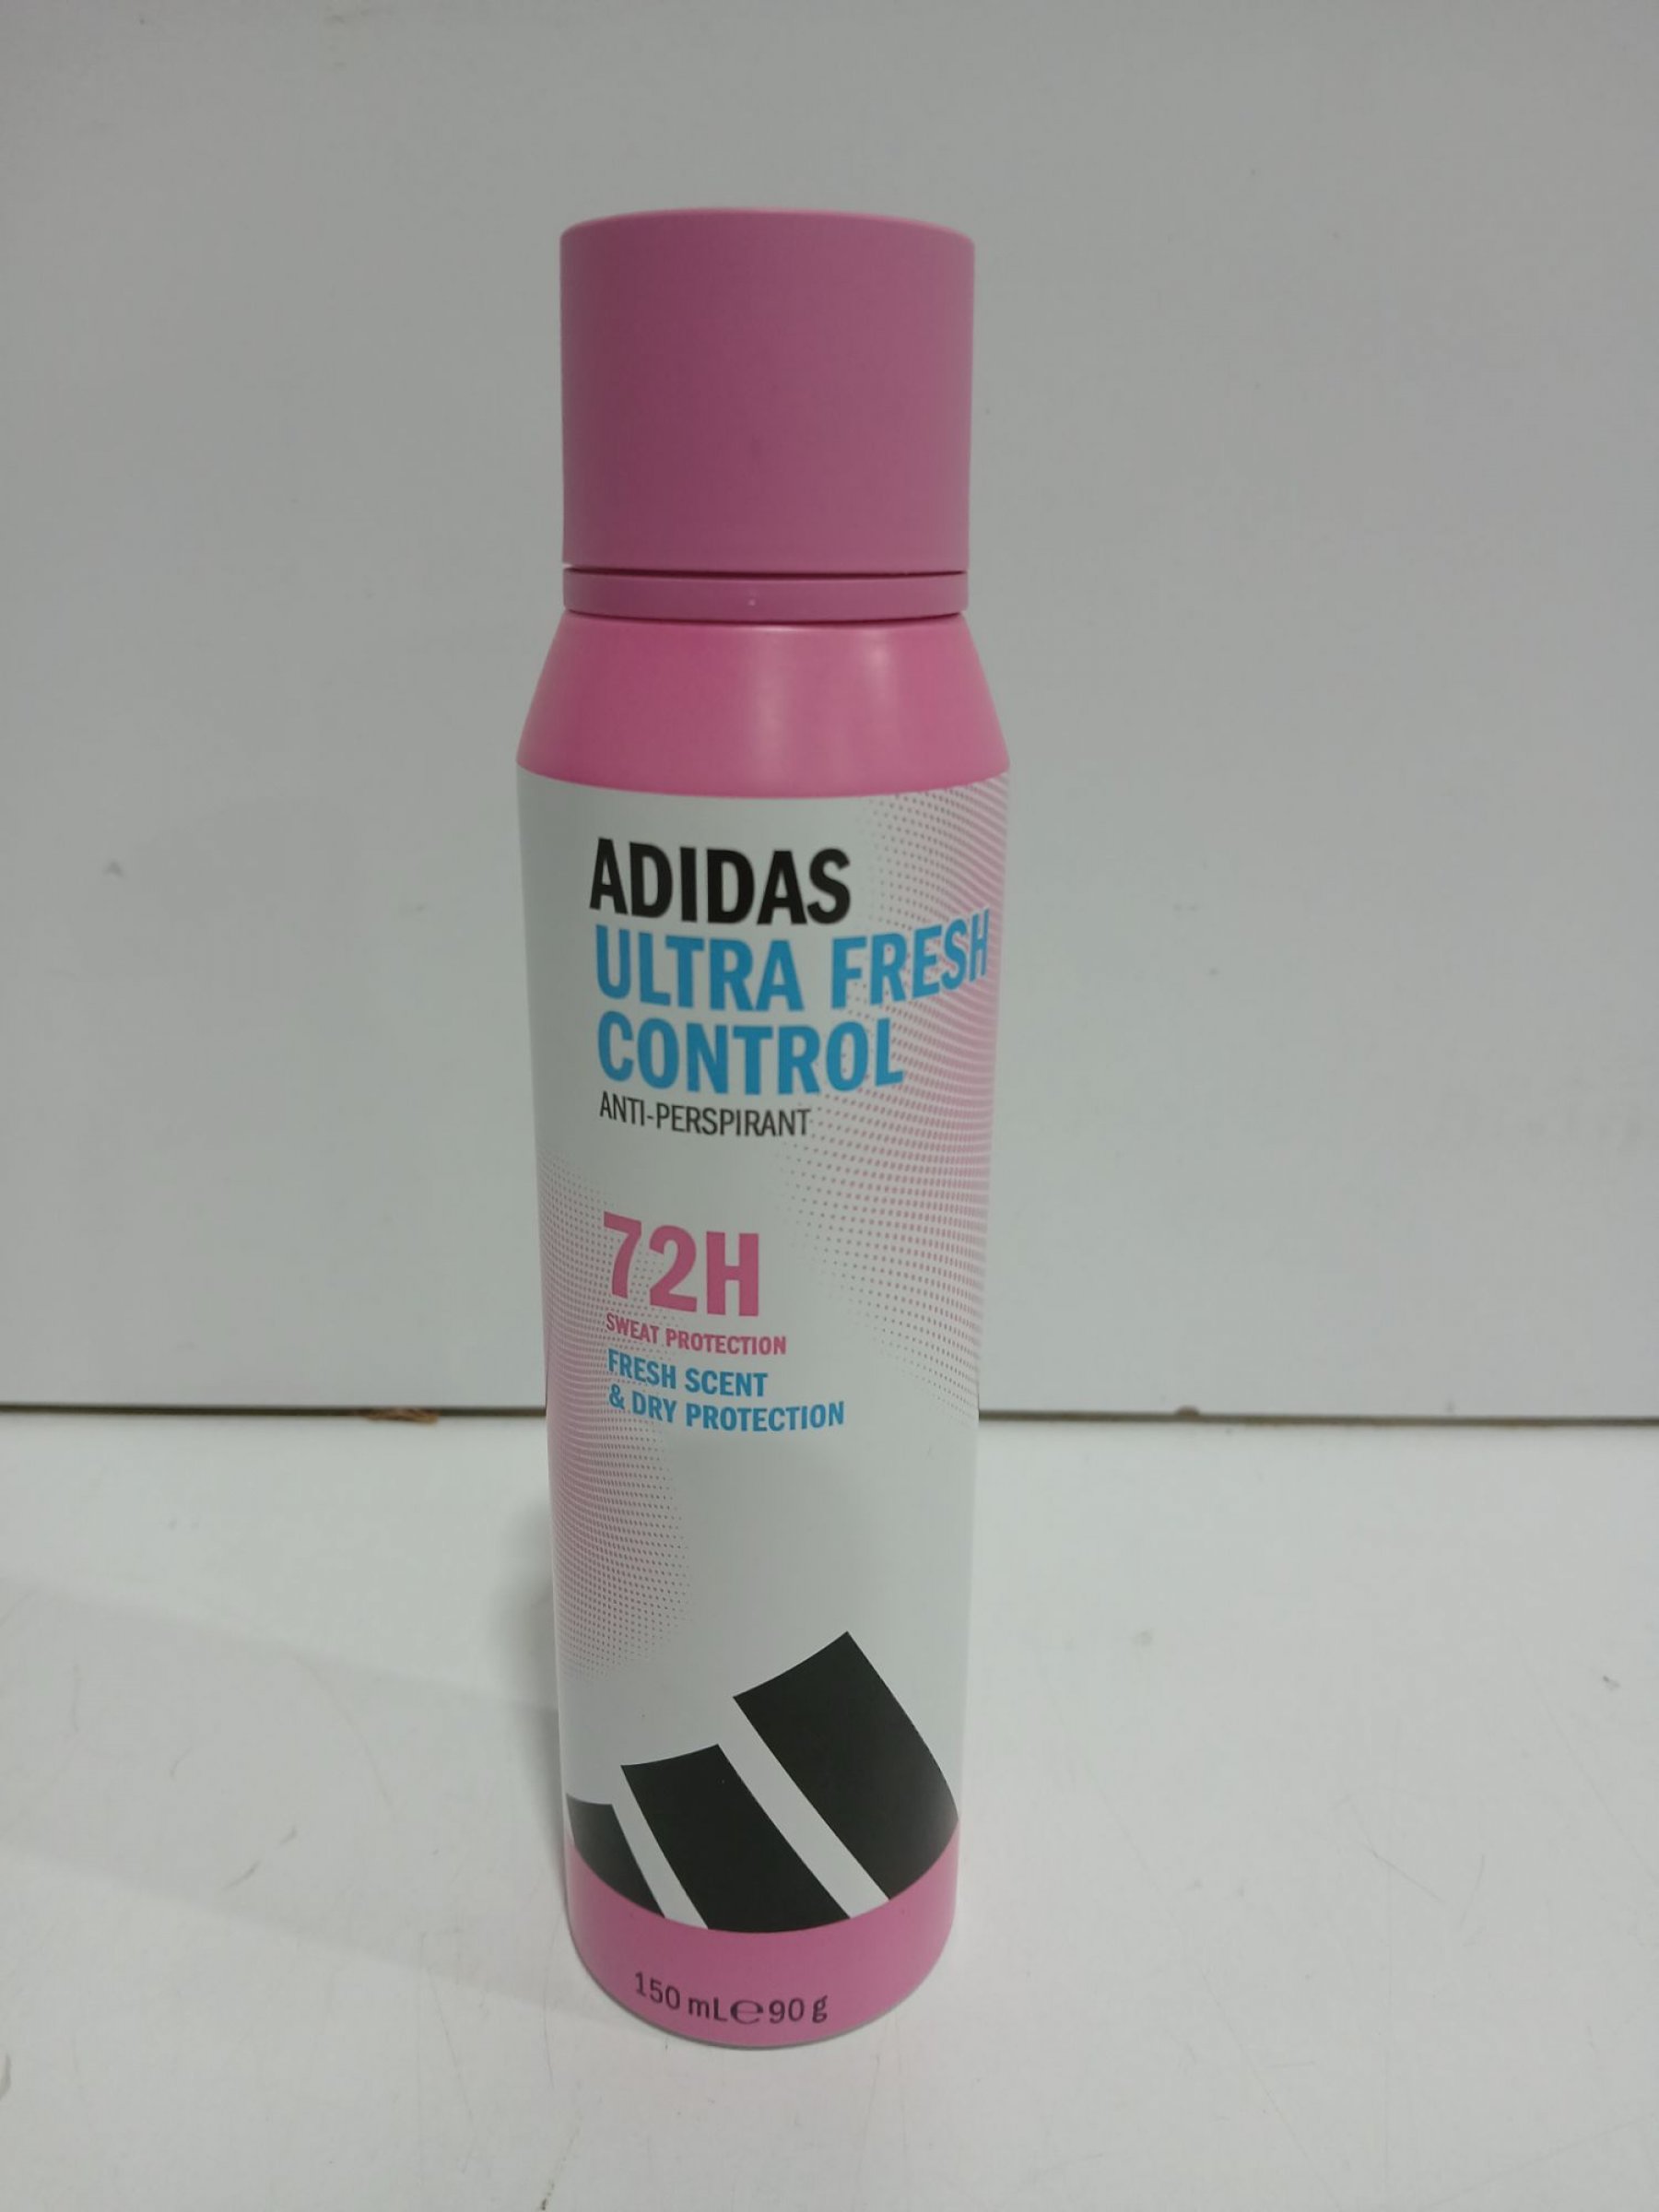 ADIDAS
ULTRA FRESH
CONTROL
ANTI-PERSPIRANT
72H
SWEAT PROTECTION
FRESH SCENT
& DRY PROTECTION
150 mL ℮ 90 g